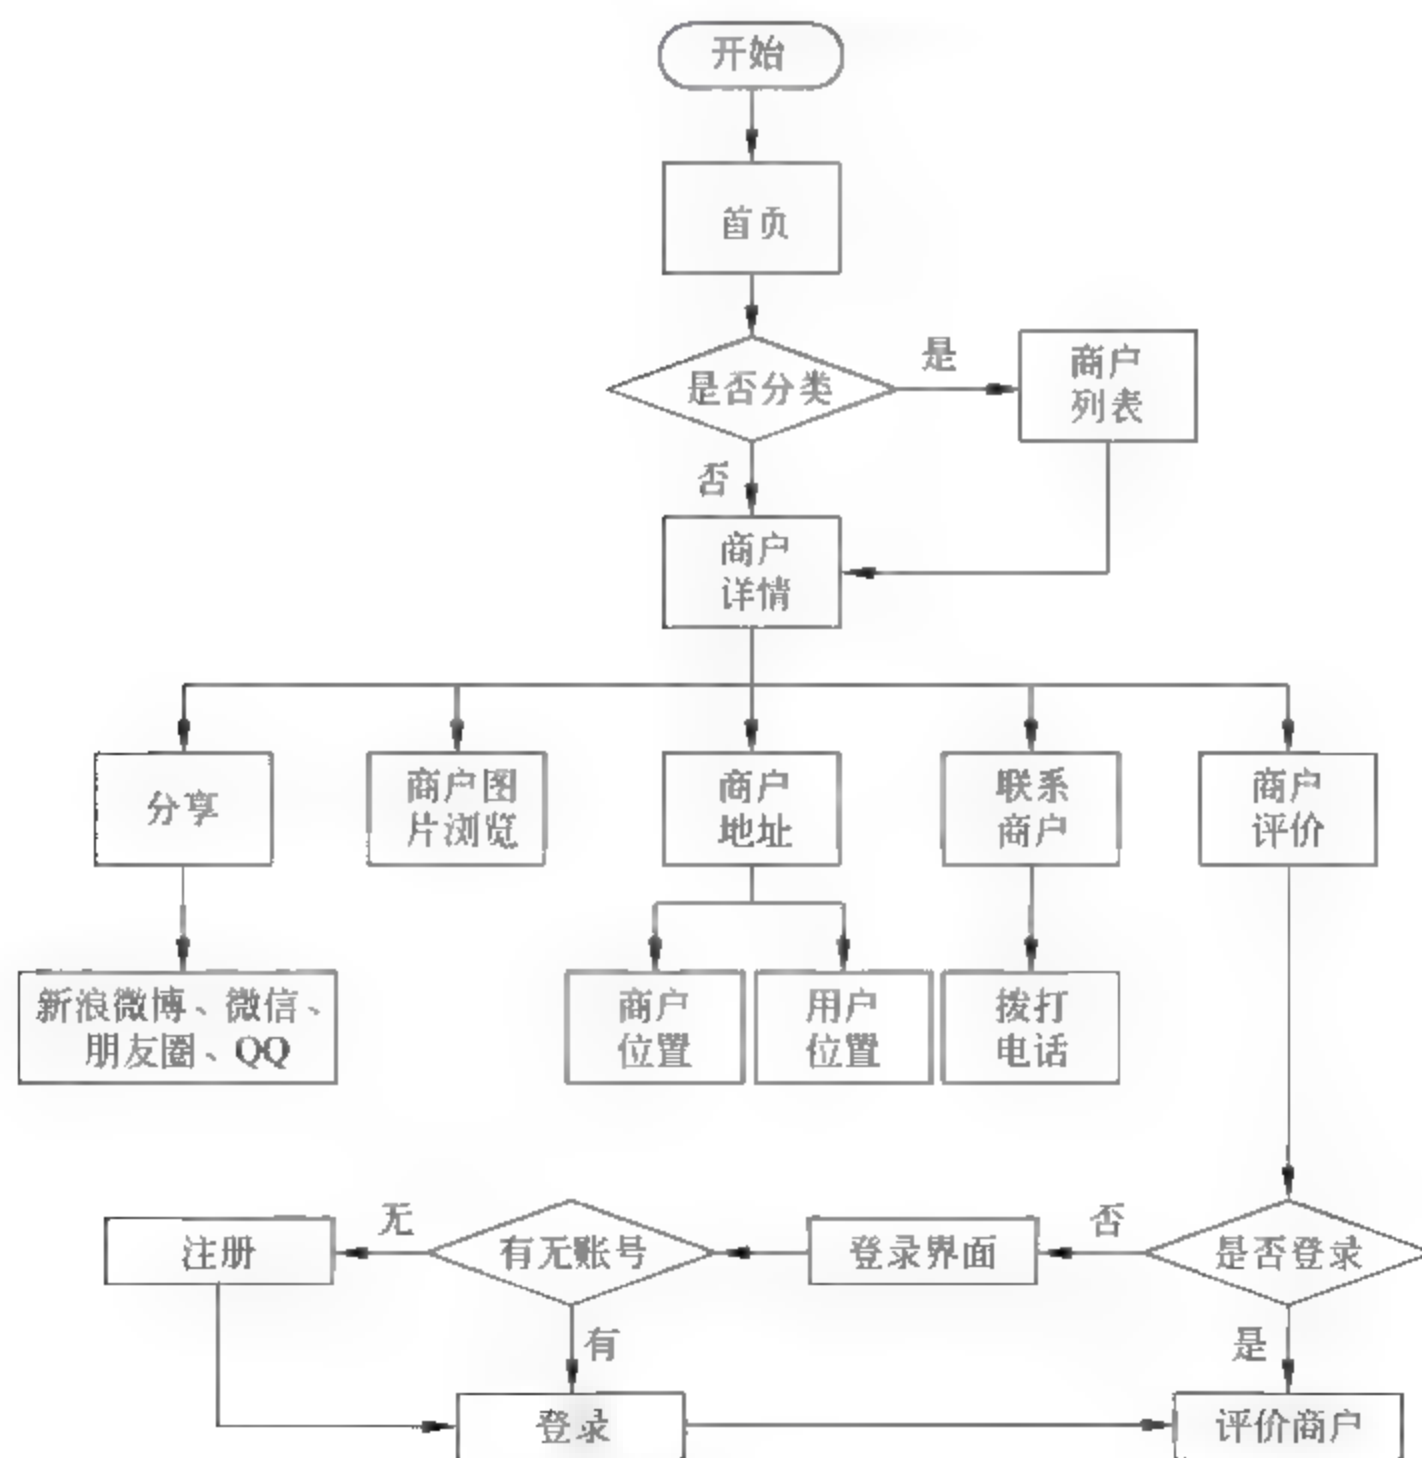 开始
首页
是否分类
是
商户
列表
否
商户
详情
分享
商户图
片浏览
商户
地址
联系
商户
商户
评价
新浪微博、微信、
朋友圈、QQ
商户
位置
用户
位置
拨打
电话
注册
无
有无账号
登录界面
否
是否登录
有
是
登录
评价商户